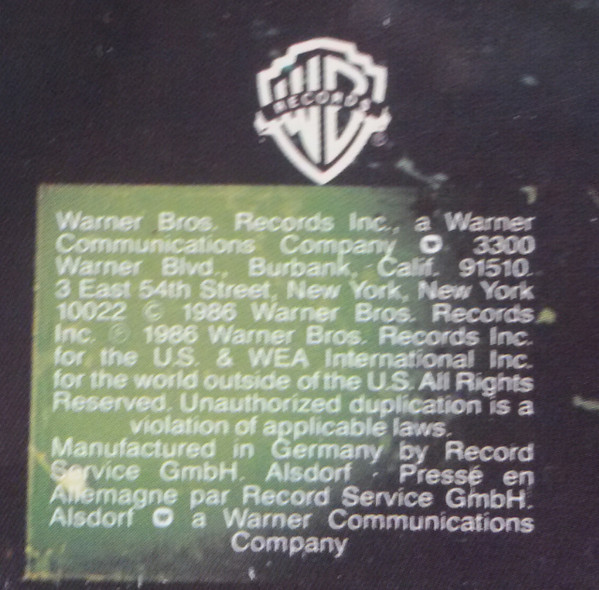 RECORDS
Warner Bros. Records Inc., a Warner
Communications Company 3300
Warner Blvd., Burbank, Calif. 91510.
3 East 54th Street, New York, New York
10022 © 1986 Warner Bros. Records
Inc. ℗ 1986 Warner Bros. Records Inc.
for the U.S. & WEA International Inc.
for the world outside of the U.S. All Rights
Reserved. Unauthorized duplication is a
violation of applicable laws.
Manufactured in Germany by Record
Service GmbH. Alsdorf · Pressé en
Allemagne par Record Service GmbH.
Alsdorf a Warner Communications
Company